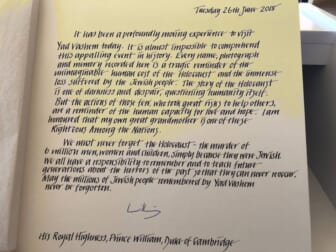 Tuesday 26th June 2018
It has been a profoundly moving experience to visit
Yad Vashem today. It is almost impossible to comprehend
this appalling event in history. Every name, photograph
and memory recorded here is a tragic reminder of the
unimaginable human cost of the Holocaust and the immense
loss suffered by the Jewish people. The story of the Holocaust
is one of darkness and despair, questioning humanity itself.
But the actions of those few, who took great risks to help others,
are a reminder of the human capacity for love and hope. I am
honoured that my own great grandmother is one of these
Righteous Among the Nations.
We must never forget the Holocaust - the murder of
6 million men, women and children, simply because they were Jewish.
We all have a responsibility to remember and to teach future
generations about the horrors of the past so that they can never reoccur.
May the millions of Jewish people remembered by Yad Vashem
never be forgotten.
His Royal Highness, Prince William, Duke of Cambridge